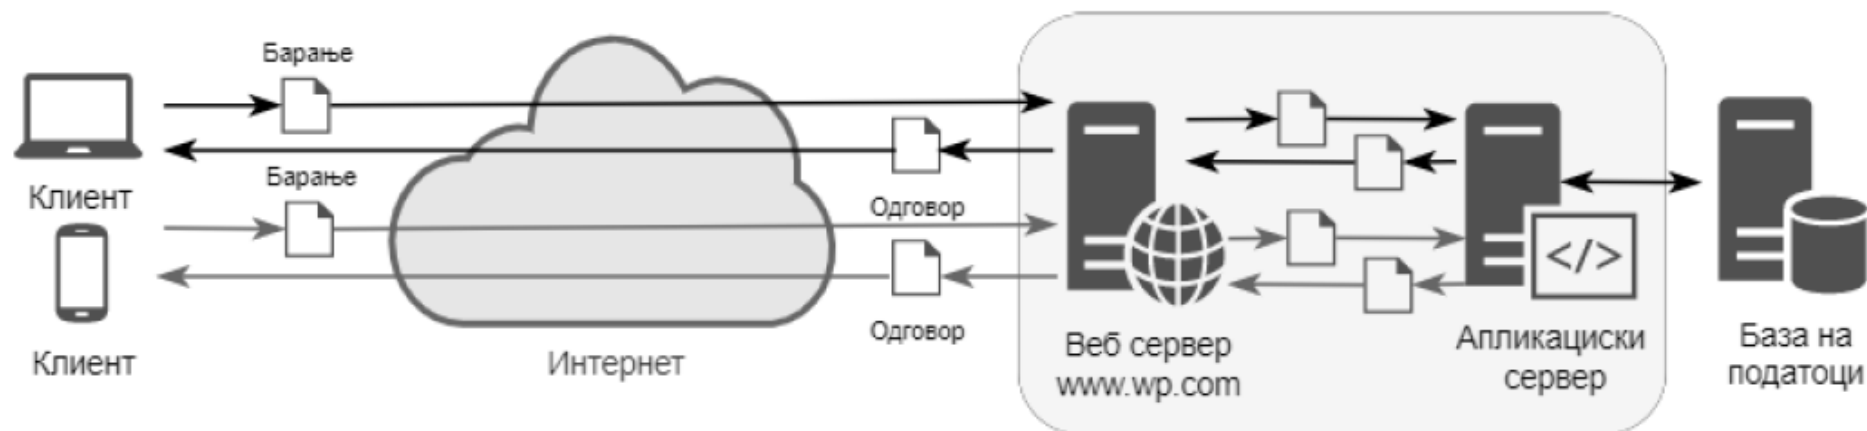 Барање
Клиент
Барање
Клиент
Интернет
Одговор
Одговор
Веб сервер
www.wp.com
</>
Апликациски
сервер
База на
податоци